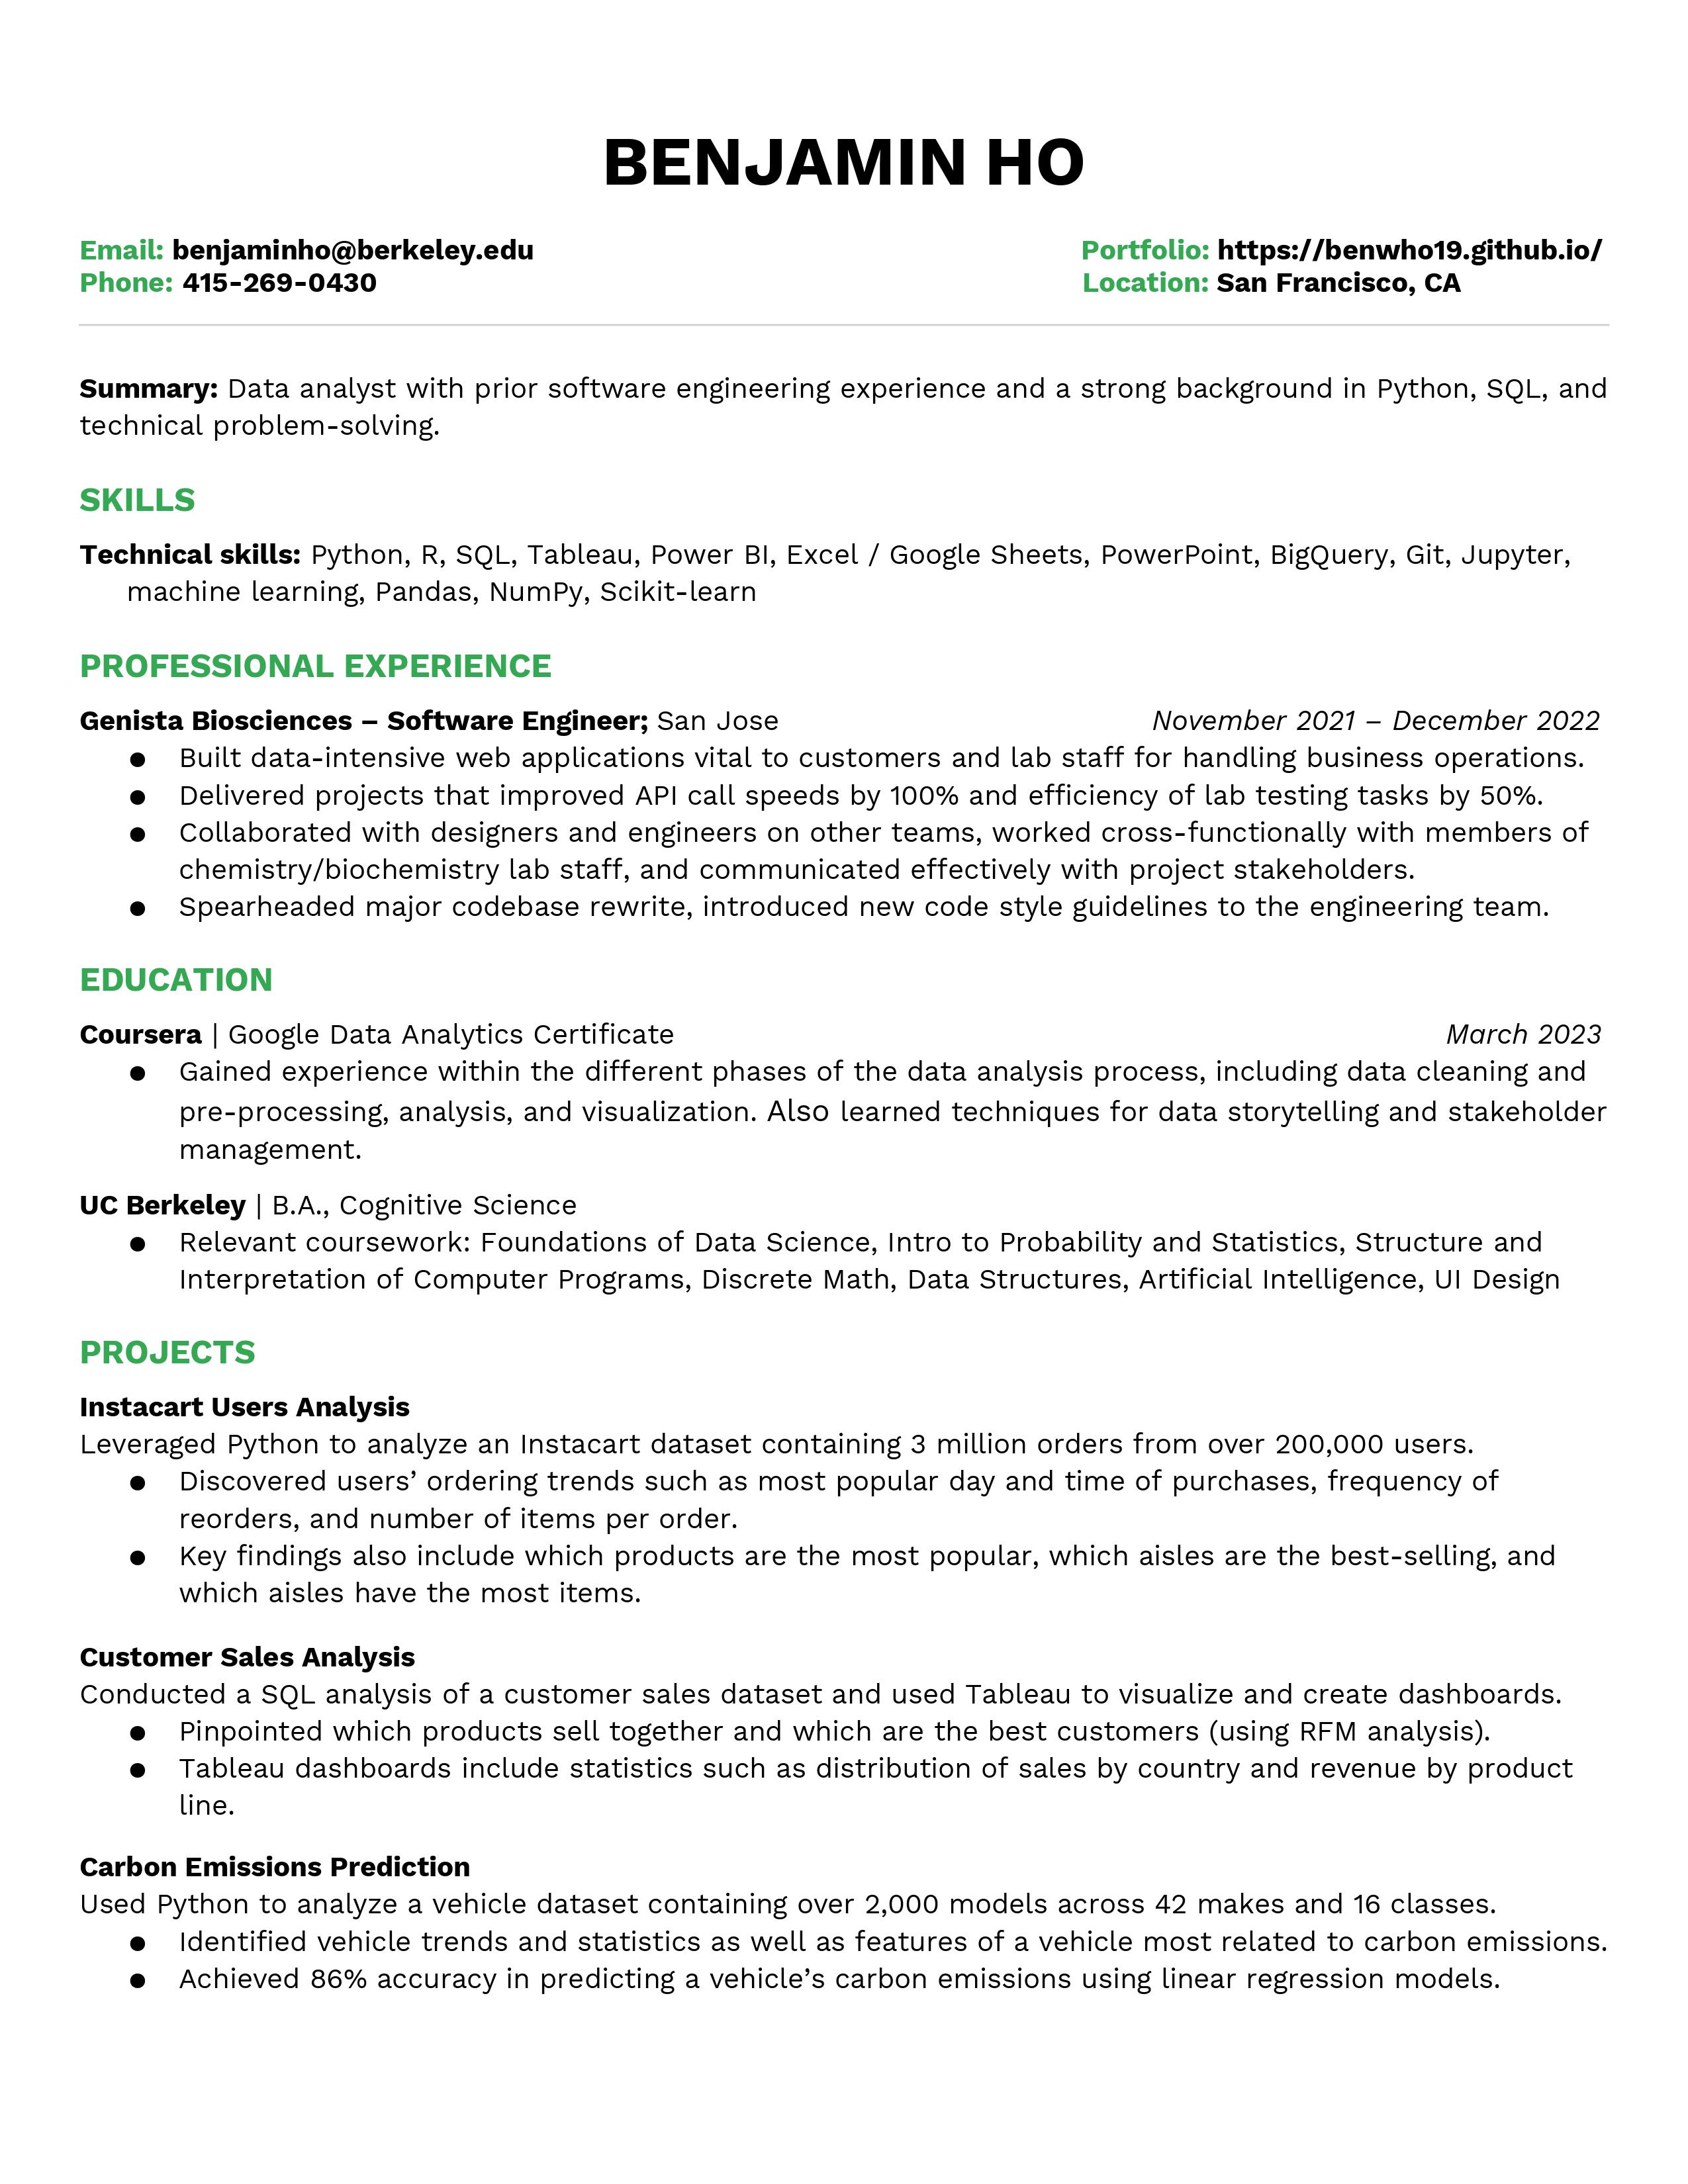 BENJAMIN HO
Email: benjaminho@berkeley.edu
Portfolio: https://benwho19.github.io/
Phone: 415-269-0430
Location: San Francisco, CA
Summary: Data analyst with prior software engineering experience and a strong background in Python, SQL, and
technical problem-solving.
SKILLS
Technical skills: Python, R, SQL, Tableau, Power BI, Excel / Google Sheets, PowerPoint, BigQuery, Git, Jupyter,
machine learning, Pandas, NumPy, Scikit-learn
PROFESSIONAL EXPERIENCE
Genista Biosciences – Software Engineer; San Jose November 2021 – December 2022
● Built data-intensive web applications vital to customers and lab staff for handling business operations.
● Delivered projects that improved API call speeds by 100% and efficiency of lab testing tasks by 50%.
● Collaborated with designers and engineers on other teams, worked cross-functionally with members of
chemistry/biochemistry lab staff, and communicated effectively with project stakeholders.
● Spearheaded major codebase rewrite, introduced new code style guidelines to the engineering team.
EDUCATION
Coursera | Google Data Analytics Certificate March 2023
● Gained experience within the different phases of the data analysis process, including data cleaning and
pre-processing, analysis, and visualization. Also learned techniques for data storytelling and stakeholder
management.
UC Berkeley | B.A., Cognitive Science
● Relevant coursework: Foundations of Data Science, Intro to Probability and Statistics, Structure and
Interpretation of Computer Programs, Discrete Math, Data Structures, Artificial Intelligence, UI Design
PROJECTS
Instacart Users Analysis
Leveraged Python to analyze an Instacart dataset containing 3 million orders from over 200,000 users.
● Discovered users’ ordering trends such as most popular day and time of purchases, frequency of
reorders, and number of items per order.
● Key findings also include which products are the most popular, which aisles are the best-selling, and
which aisles have the most items.
Customer Sales Analysis
Conducted a SQL analysis of a customer sales dataset and used Tableau to visualize and create dashboards.
● Pinpointed which products sell together and which are the best customers (using RFM analysis).
● Tableau dashboards include statistics such as distribution of sales by country and revenue by product
line.
Carbon Emissions Prediction
Used Python to analyze a vehicle dataset containing over 2,000 models across 42 makes and 16 classes.
● Identified vehicle trends and statistics as well as features of a vehicle most related to carbon emissions.
● Achieved 86% accuracy in predicting a vehicle’s carbon emissions using linear regression models.